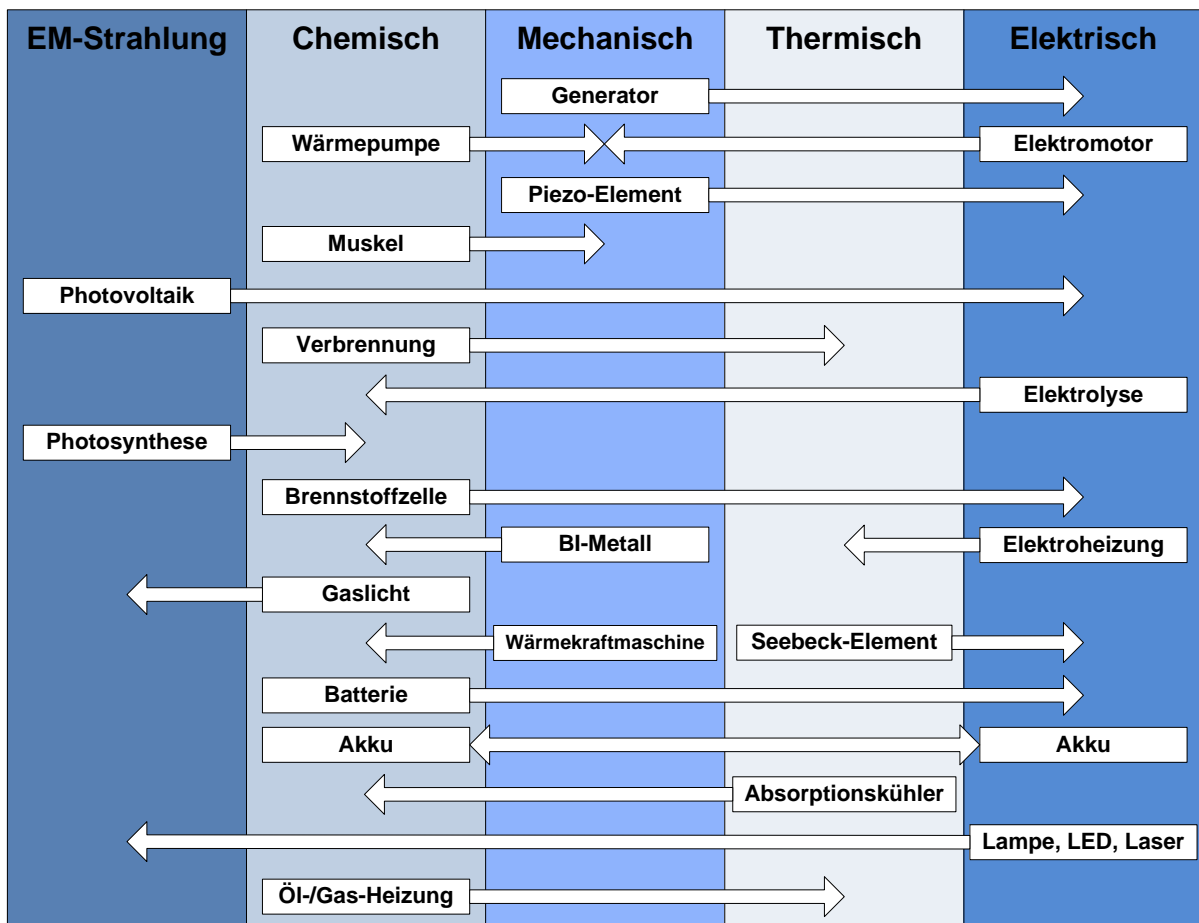 EM-Strahlung Chemisch Mechanisch Thermisch Elektrisch
Generator
Wärmepumpe Elektromotor
Piezo-Element
Muskel
Photovoltaik
Verbrennung
Elektrolyse
Photosynthese
Brennstoffzelle
BI-Metall Elektroheizung
Gaslicht
Wärmekraftmaschine Seebeck-Element
Batterie
Akku Akku
Absorptionskühler
Lampe, LED, Laser
Öl-/Gas-Heizung